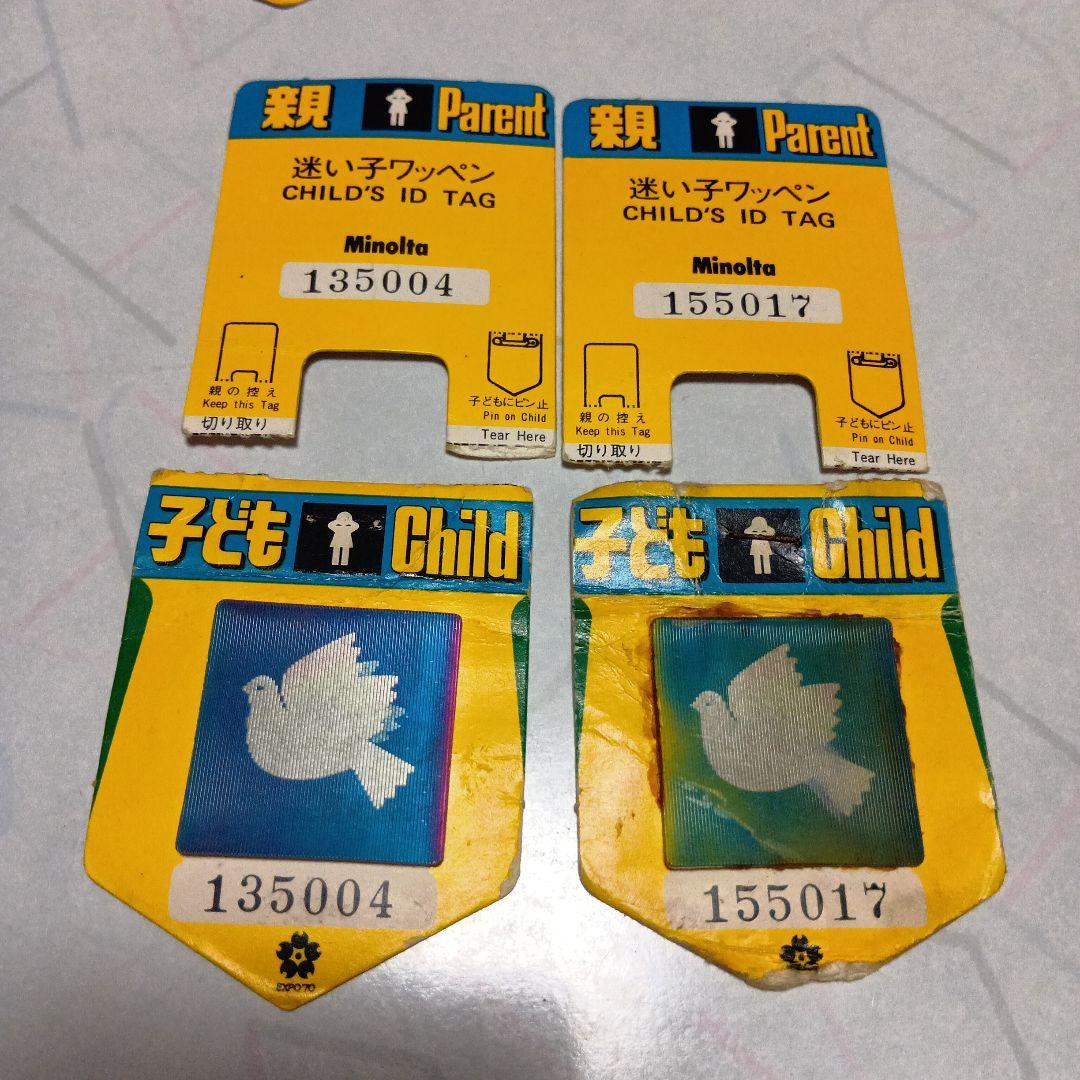 親 Parent
迷い子ワッペン
CHILD'S ID TAG
Minolta
135004
親の控え
Keep this Tag
切り取り
子どもにピン止
Pin on Child
Tear Here
親 Parent
迷い子ワッペン
CHILD'S ID TAG
Minolta
155017
親の控え
Keep this Tag
切り取り
子どもにピン止
Pin on Child
Tear Here
子ども Child
135004
EXPO'70
子ども Child
155017